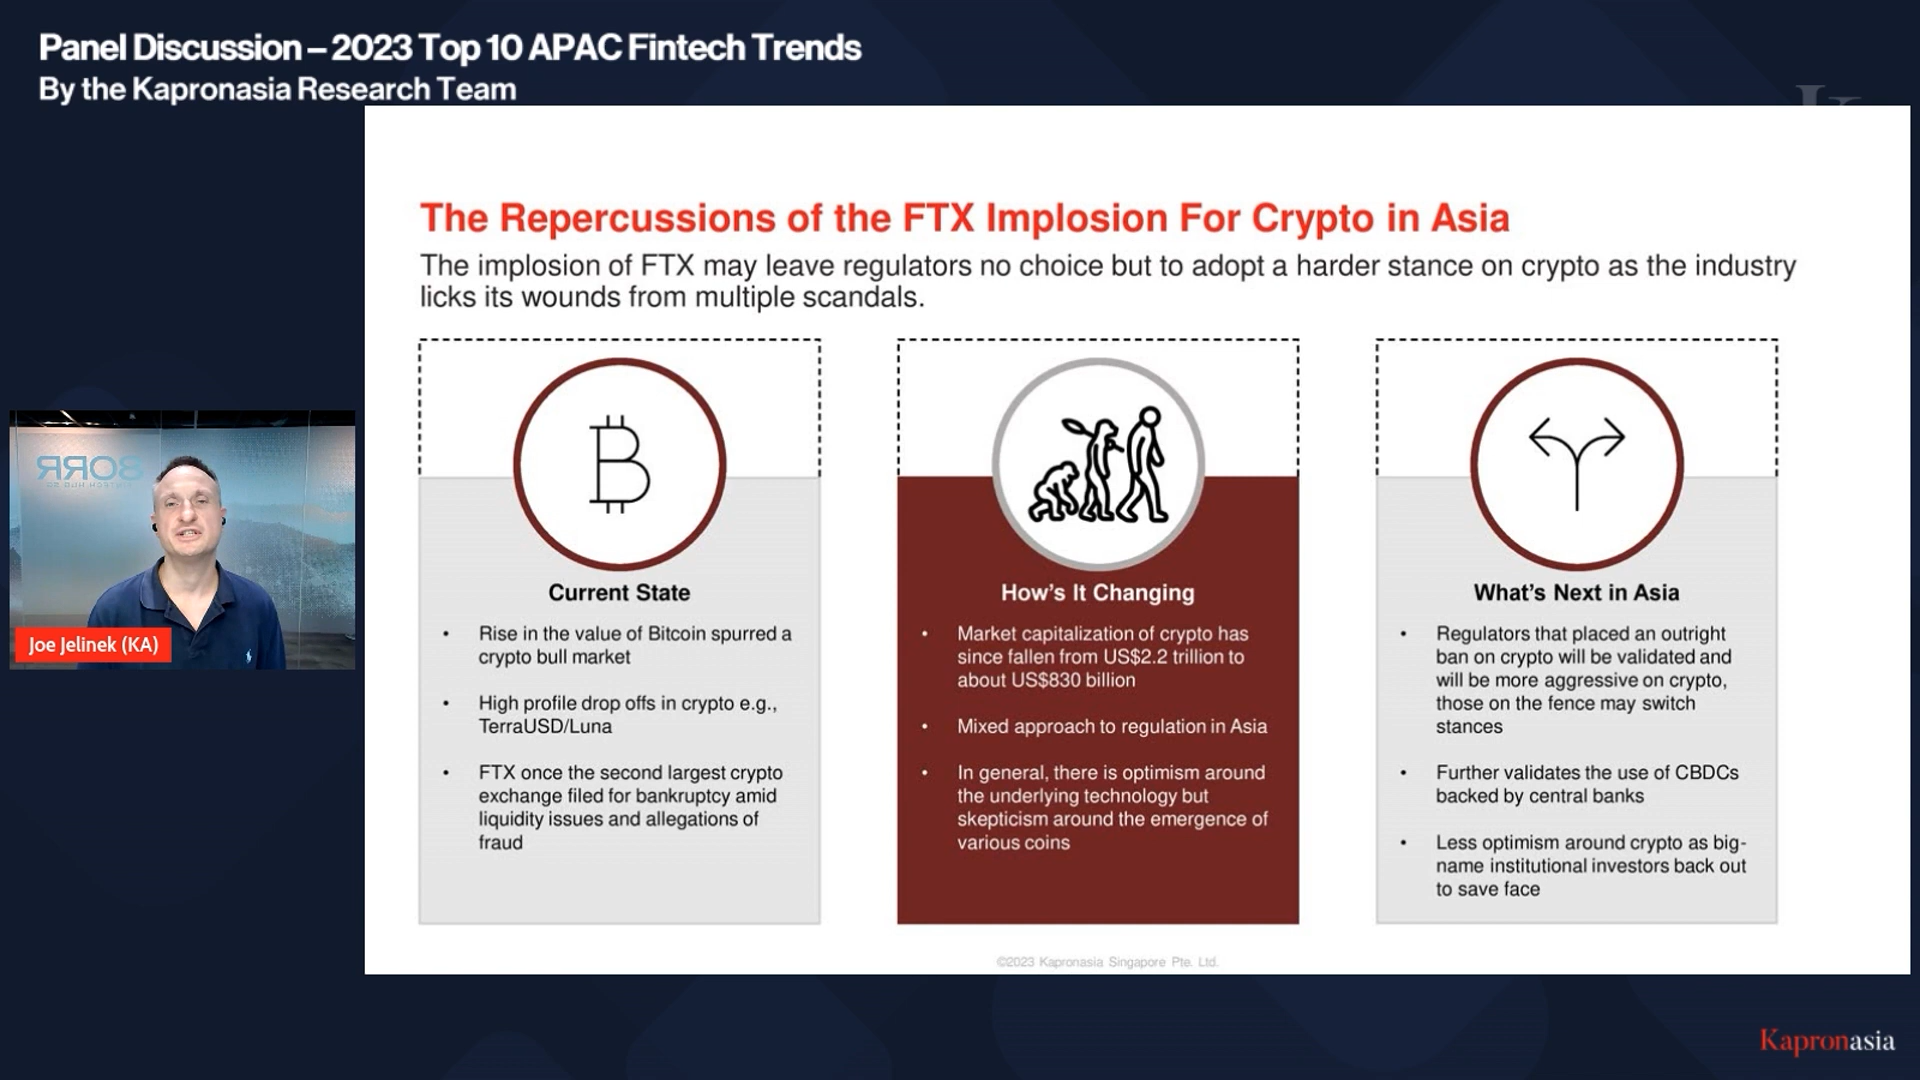 Panel Discussion – 2023 Top 10 APAC Fintech Trends
By the Kapronasia Research Team
The Repercussions of the FTX Implosion For Crypto in Asia
The implosion of FTX may leave regulators no choice but to adopt a harder stance on crypto as the industry
licks its wounds from multiple scandals.
Current State
• Rise in the value of Bitcoin spurred a
crypto bull market
• High profile drop offs in crypto e.g.,
TerraUSD/Luna
• FTX once the second largest crypto
exchange filed for bankruptcy amid
liquidity issues and allegations of
fraud
How's It Changing
• Market capitalization of crypto has
since fallen from US$2.2 trillion to
about US$830 billion
• Mixed approach to regulation in Asia
• In general, there is optimism around
the underlying technology but
skepticism around the emergence of
various coins
What's Next in Asia
• Regulators that placed an outright
ban on crypto will be validated and
will be more aggressive on crypto,
those on the fence may switch
stances
• Further validates the use of CBDCs
backed by central banks
• Less optimism around crypto as big-
name institutional investors back out
to save face
©2023 Kapronasia Singapore Pte. Ltd.
80RR
Joe Jelinek (KA)
Kapronasia